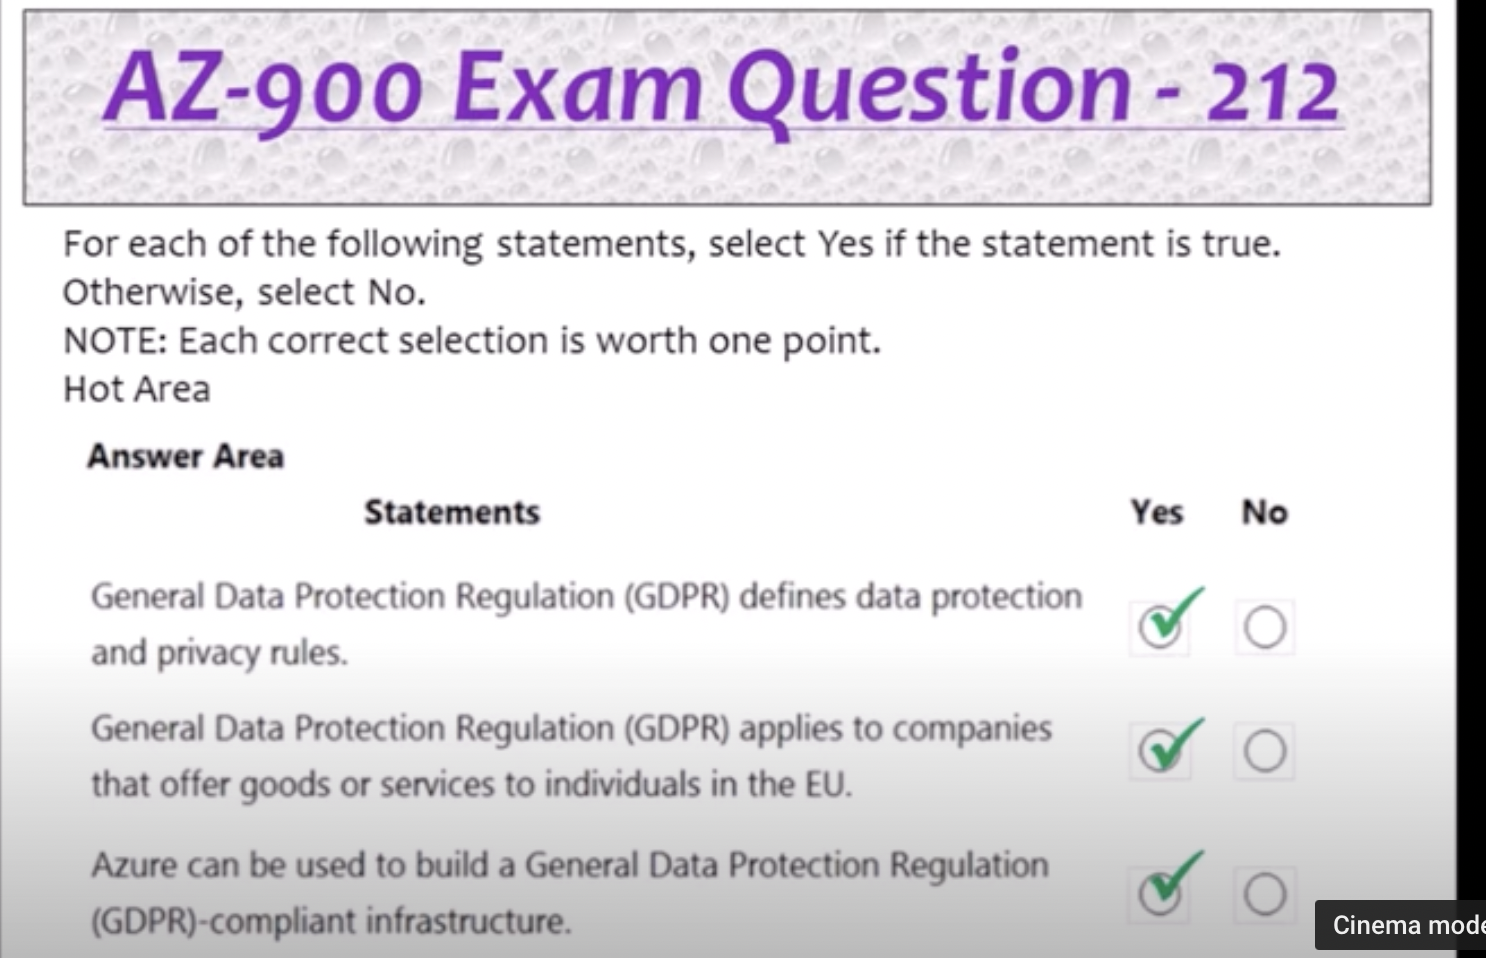 AZ-900 Exam Question - 212
For each of the following statements, select Yes if the statement is true.
Otherwise, select No.
NOTE: Each correct selection is worth one point.
Hot Area
Answer Area
Statements Yes No
General Data Protection Regulation (GDPR) defines data protection
and privacy rules.
General Data Protection Regulation (GDPR) applies to companies
that offer goods or services to individuals in the EU.
Azure can be used to build a General Data Protection Regulation
(GDPR)-compliant infrastructure.
Cinema mode